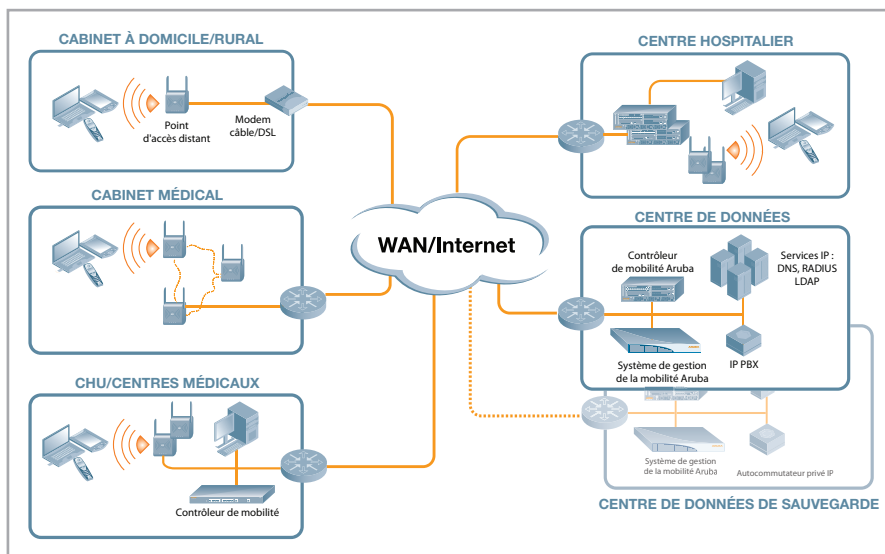 CABINET À DOMICILE/RURAL
Point
d'accès distant
Modem
câble/DSL
CABINET MÉDICAL
CHU/CENTRES MÉDICAUX
Contrôleur de mobilité
WAN/Internet
CENTRE HOSPITALIER
CENTRE DE DONNÉES
Contrôleur
de mobilité Aruba
Services IP :
DNS, RADIUS
LDAP
Système de gestion
de la mobilité Aruba
IP PBX
Système de gestion
de la mobilité Aruba
Autocommutateur privé IP
CENTRE DE DONNÉES DE SAUVEGARDE